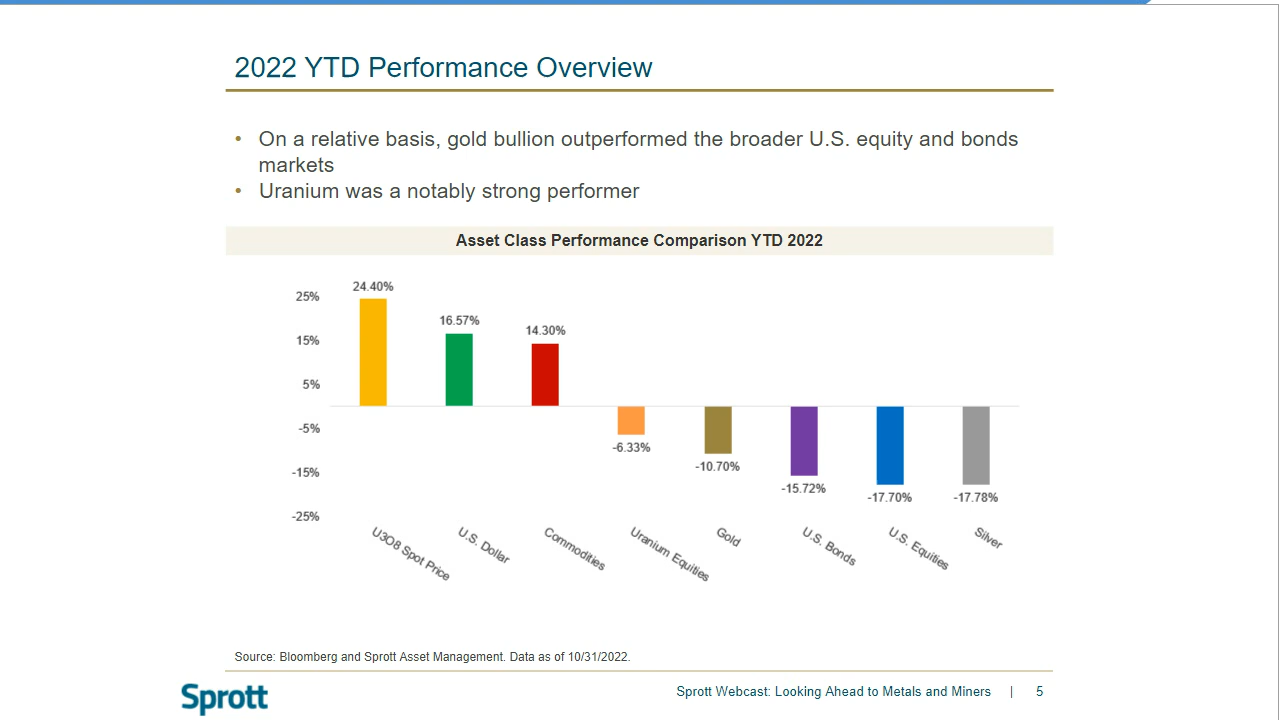 2022 YTD Performance Overview
• On a relative basis, gold bullion outperformed the broader U.S. equity and bonds
markets
• Uranium was a notably strong performer
Asset Class Performance Comparison YTD 2022
25%
15%
5%
-5%
-15%
-25%
24.40%
16.57%
14.30%
-6.33%
-10.70%
-15.72%
-17.70%
-17.78%
U3O8 Spot Price
U.S. Dollar
Commodities
Uranium Equities
Gold
U.S. Bonds
U.S. Equities
Silver
Source: Bloomberg and Sprott Asset Management. Data as of 10/31/2022.
Sprott
Sprott Webcast: Looking Ahead to Metals and Miners | 5